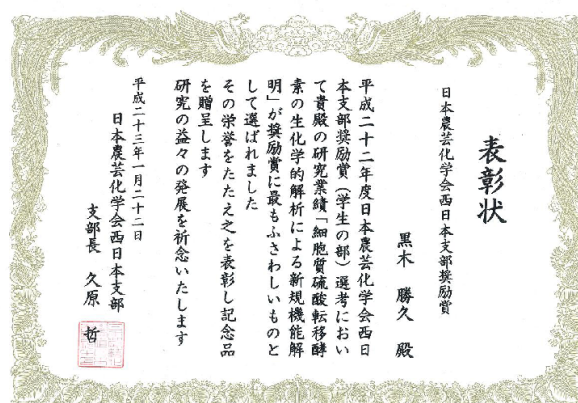 表彰状
日本農芸化学会西日本支部奨励賞
黒木 勝久 殿
平成二十二年度日本農芸化学会西日
本支部奨励賞(学生の部)選考におい
て貴殿の研究業績「細胞質硫酸転移酵
素の生化学的解析による新規機能解
明」が奨励賞に最もふさわしいものと
して選ばれました
その栄誉をたたえ之を表彰し記念品
を贈呈します
研究の益々の発展を祈念いたします
平成二十三年一月二十二日
日本農芸化学会西日本支部
支部長 久原 哲